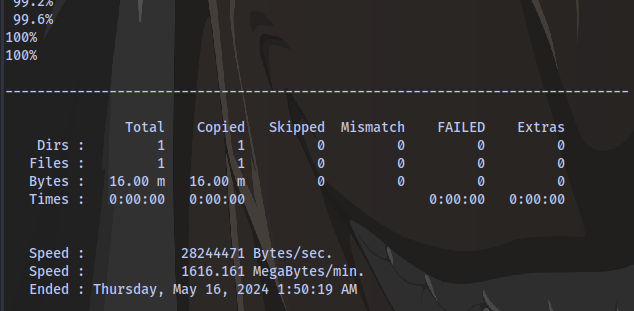 99.2%
99.6%
100%
100%
------------------------------------------------------------------------------
Total Copied Skipped Mismatch FAILED Extras
Dirs : 1 1 0 0 0 0
Files : 1 1 0 0 0 0
Bytes : 16.00 m 16.00 m 0 0 0 0
Times : 0:00:00 0:00:00 0:00:00 0:00:00
Speed : 28244471 Bytes/sec.
Speed : 1616.161 MegaBytes/min.
Ended : Thursday, May 16, 2024 1:50:19 AM